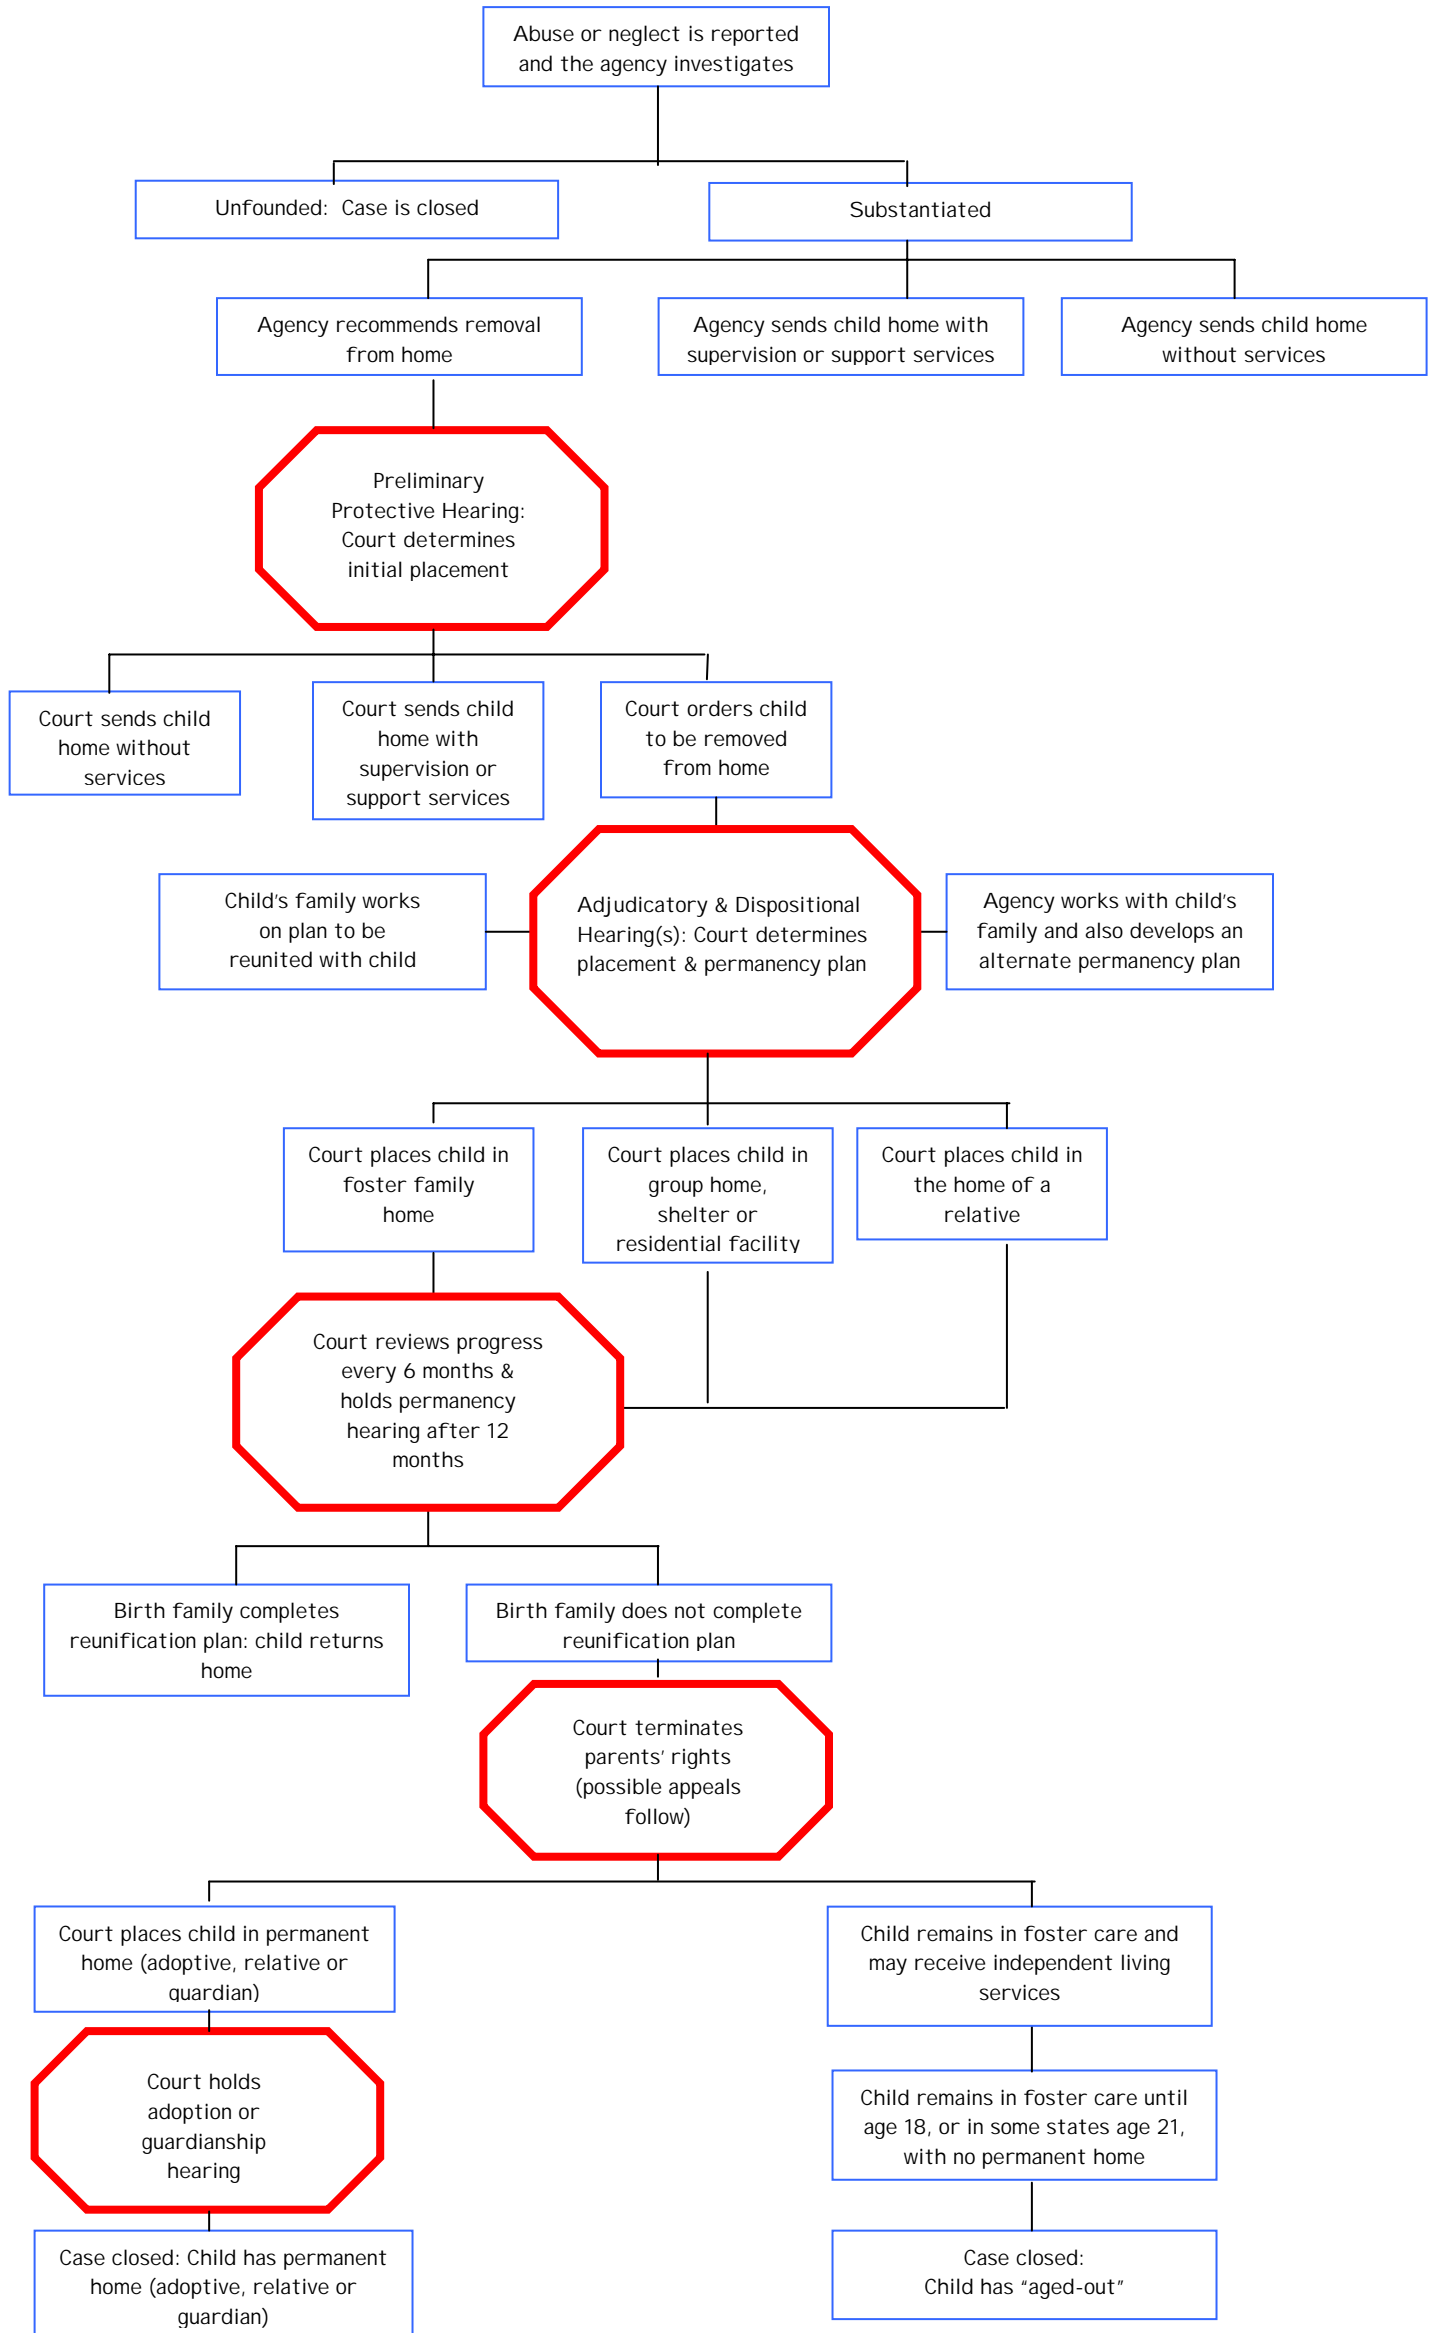 Abuse or neglect is reported
and the agency investigates
Unfounded:  Case is closed
Substantiated
Agency recommends removal
from home
Agency sends child home with
supervision or support services
Agency sends child home
without services
Preliminary
Protective Hearing:
Court determines
initial placement
Court sends child
home without
services
Court sends child
home with
supervision or
support services
Court orders child
to be removed
from home
Child’s family works
on plan to be
reunited with child
Adjudicatory & Dispositional
Hearing(s): Court determines
placement & permanency plan
Agency works with child’s
family and also develops an
alternate permanency plan
Court places child in
foster family
home
Court places child in
group home,
shelter or
residential facility
Court places child in
the home of a
relative
Court reviews progress
every 6 months &
holds permanency
hearing after 12
months
Birth family completes
reunification plan: child returns
home
Birth family does not complete
reunification plan
Court terminates
parents’ rights
(possible appeals
follow)
Court places child in permanent
home (adoptive, relative or
guardian)
Child remains in foster care and
may receive independent living
services
Court holds
adoption or
guardianship
hearing
Child remains in foster care until
age 18, or in some states age 21,
with no permanent home
Case closed: Child has permanent
home (adoptive, relative or
guardian)
Case closed:
Child has “aged-out”